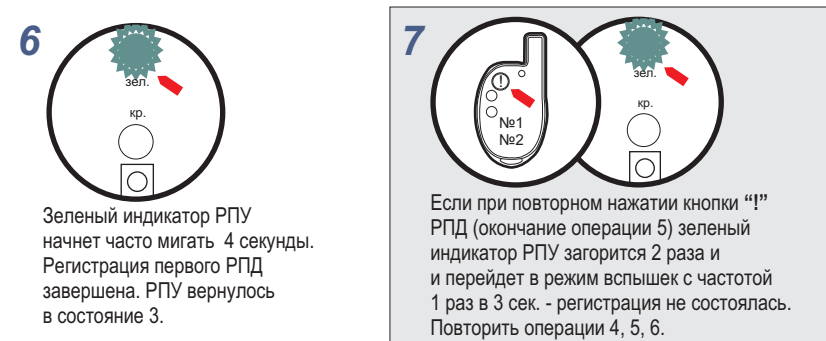 6
зел.
кр.
Зеленый индикатор РПУ
начнет часто мигать 4 секунды.
Регистрация первого РПД
завершена. РПУ вернулось
в состояние 3.
7
!
№1
№2
зел.
кр.
Если при повторном нажатии кнопки “!”
РПД (окончание операции 5) зеленый
индикатор РПУ загорится 2 раза и
и перейдет в режим вспышек с частотой
1 раз в 3 сек. - регистрация не состоялась.
Повторить операции 4, 5, 6.